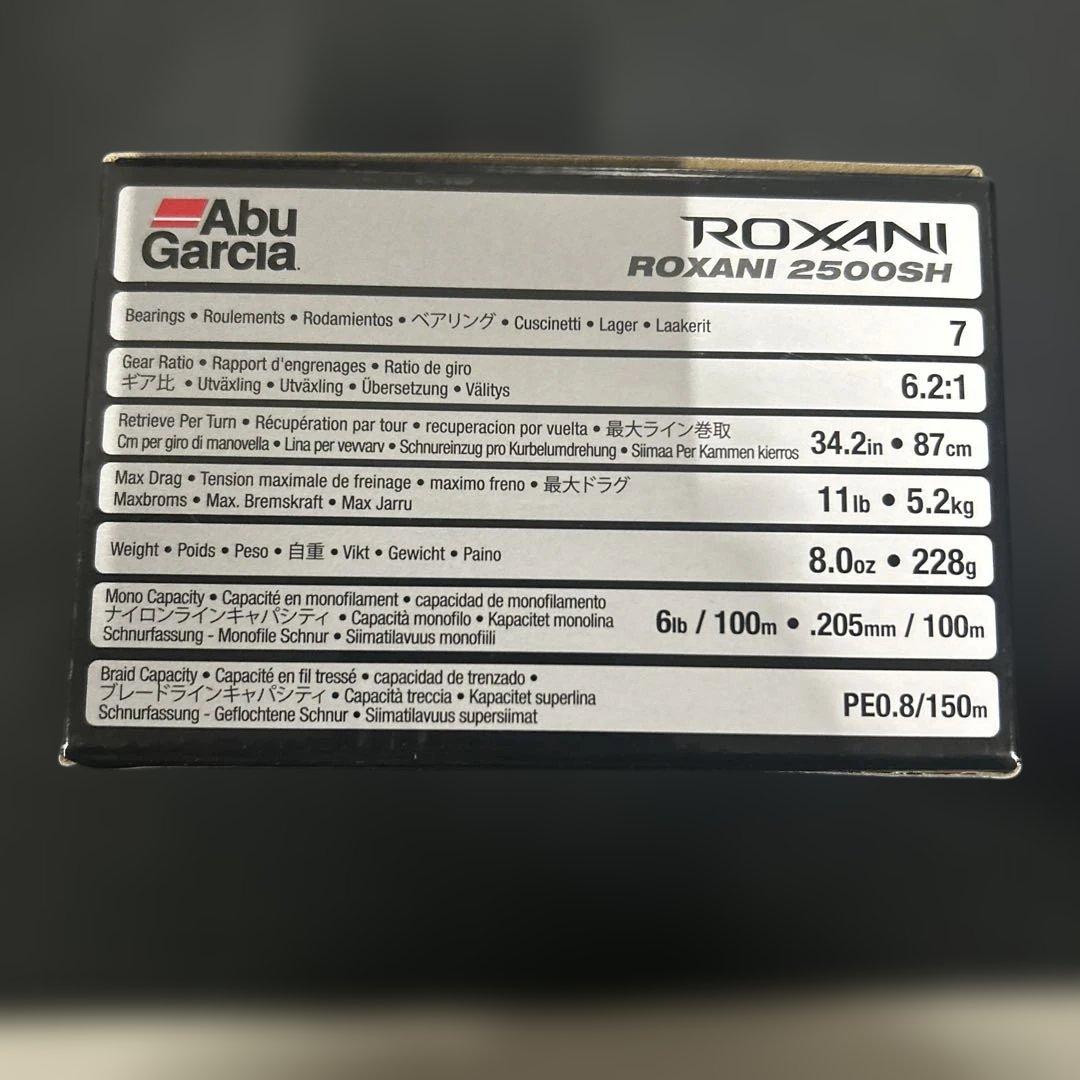 Abu
Garcia
ROXANI
ROXANI 2500SH
Bearings • Roulements • Rodamientos • ベアリング • Cuscinetti • Lager • Laakerit
7
Gear Ratio • Rapport d'engrenages • Ratio de giro
ギア比 • Utväxling • Utväxling • Übersetzung • Välitys
6.2:1
Retrieve Per Turn • Récupération par tour • recuperacion por vuelta • 最大ライン巻取
Cm per giro di manovella • Lina per vevvarv • Schnureinzug pro Kurbelumdrehung • Siimaa Per Kammen kierros
34.2in • 87cm
Max Drag • Tension maximale de freinage • maximo freno • 最大ドラグ
Maxbroms • Max. Bremskraft • Max Jarru
11lb • 5.2kg
Weight • Poids • Peso • 自重 • Vikt • Gewicht • Paino
8.0oz • 228g
Mono Capacity • Capacité en monofilament • capacidad de monofilamento
ナイロンラインキャパシティ • Capacità monofilo • Kapacitet monolina
Schnurfassung - Monofile Schnur • Siimatilavuus monofiili
6lb / 100m • .205mm / 100m
Braid Capacity • Capacité en fil tressé • capacidad de trenzado •
ブレードラインキャパシティ • Capacità treccia • Kapacitet superlina
Schnurfassung - Geflochtene Schnur • Siimatilavuus supersiimat
PE0.8/150m